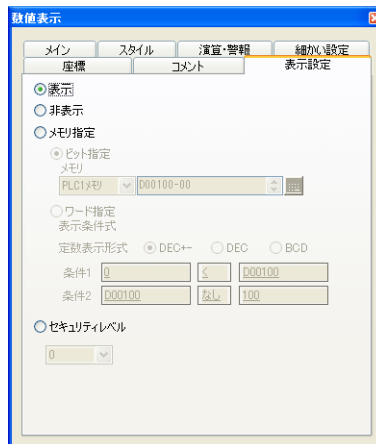 数値表示
メイン スタイル 演算・警報 細かい設定
座標 コメント 表示設定
表示
非表示
メモリ指定
ビット指定
メモリ
PLC1メモリ D00100-00
ワード指定
表示条件式
定数表示形式 DEC+- DEC BCD
条件1 0 < D00100
条件2 D00100 なし 100
セキュリティレベル
0